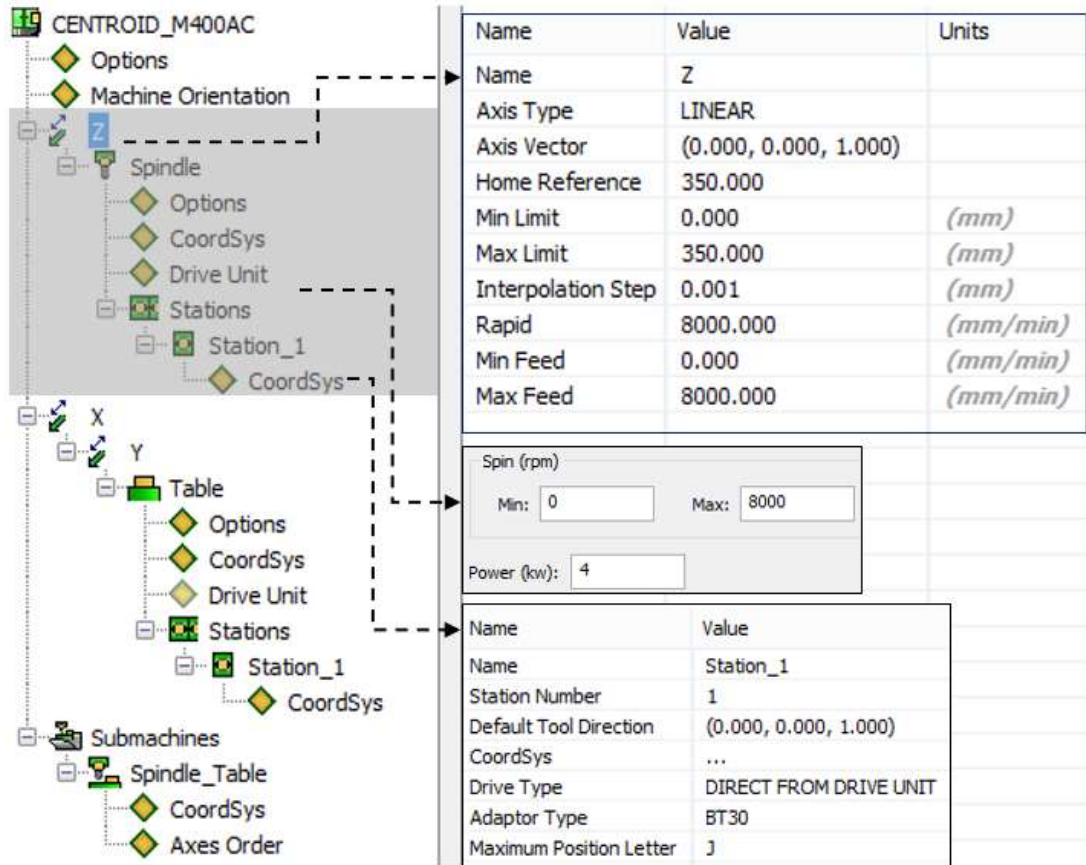 CENTROID_M400AC
Options
Machine Orientation
Z
Spindle
Options
CoordSys
Drive Unit
Stations
Station_1
CoordSys
X
Y
Table
Options
CoordSys
Drive Unit
Stations
Station_1
CoordSys
Submachines
Spindle_Table
CoordSys
Axes Order
Name Value Units
Name Z
Axis Type LINEAR
Axis Vector (0.000, 0.000, 1.000)
Home Reference 350.000
Min Limit 0.000 (mm)
Max Limit 350.000 (mm)
Interpolation Step 0.001 (mm)
Rapid 8000.000 (mm/min)
Min Feed 0.000 (mm/min)
Max Feed 8000.000 (mm/min)
Spin (rpm)
Min: 0 Max: 8000
Power (kw): 4
Name Value
Name Station_1
Station Number 1
Default Tool Direction (0.000, 0.000, 1.000)
CoordSys ...
Drive Type DIRECT FROM DRIVE UNIT
Adaptor Type BT30
Maximum Position Letter J